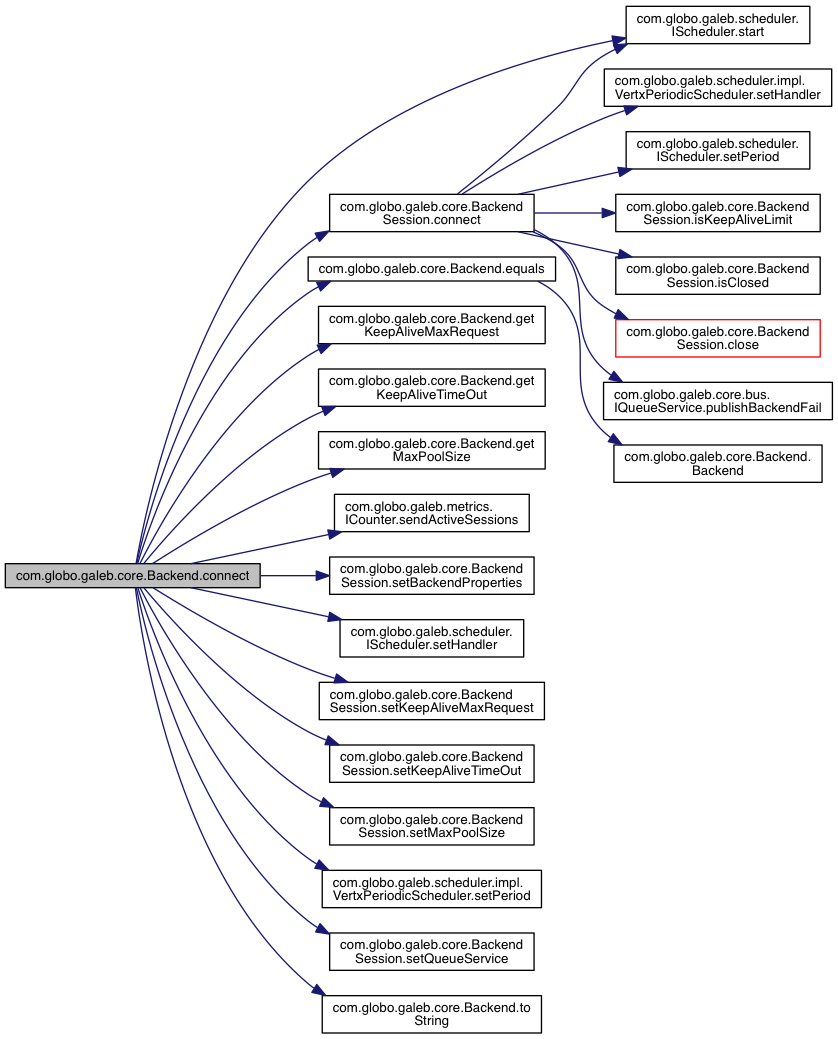 com.globo.galeb.core.Backend.connect
com.globo.galeb.core.Backend
Session.connect
com.globo.galeb.core.Backend.equals
com.globo.galeb.core.Backend.get
KeepAliveMaxRequest
com.globo.galeb.core.Backend.get
KeepAliveTimeOut
com.globo.galeb.core.Backend.get
MaxPoolSize
com.globo.galeb.metrics.
ICounter.sendActiveSessions
com.globo.galeb.core.Backend
Session.setBackendProperties
com.globo.galeb.scheduler.
IScheduler.setHandler
com.globo.galeb.core.Backend
Session.setKeepAliveMaxRequest
com.globo.galeb.core.Backend
Session.setKeepAliveTimeOut
com.globo.galeb.core.Backend
Session.setMaxPoolSize
com.globo.galeb.scheduler.impl.
VertxPeriodicScheduler.setPeriod
com.globo.galeb.core.Backend
Session.setQueueService
com.globo.galeb.core.Backend.to
String
com.globo.galeb.scheduler.
IScheduler.start
com.globo.galeb.scheduler.impl.
VertxPeriodicScheduler.setHandler
com.globo.galeb.scheduler.
IScheduler.setPeriod
com.globo.galeb.core.Backend
Session.isKeepAliveLimit
com.globo.galeb.core.Backend
Session.isClosed
com.globo.galeb.core.Backend
Session.close
com.globo.galeb.core.bus.
IQueueService.publishBackendFail
com.globo.galeb.core.Backend.
Backend